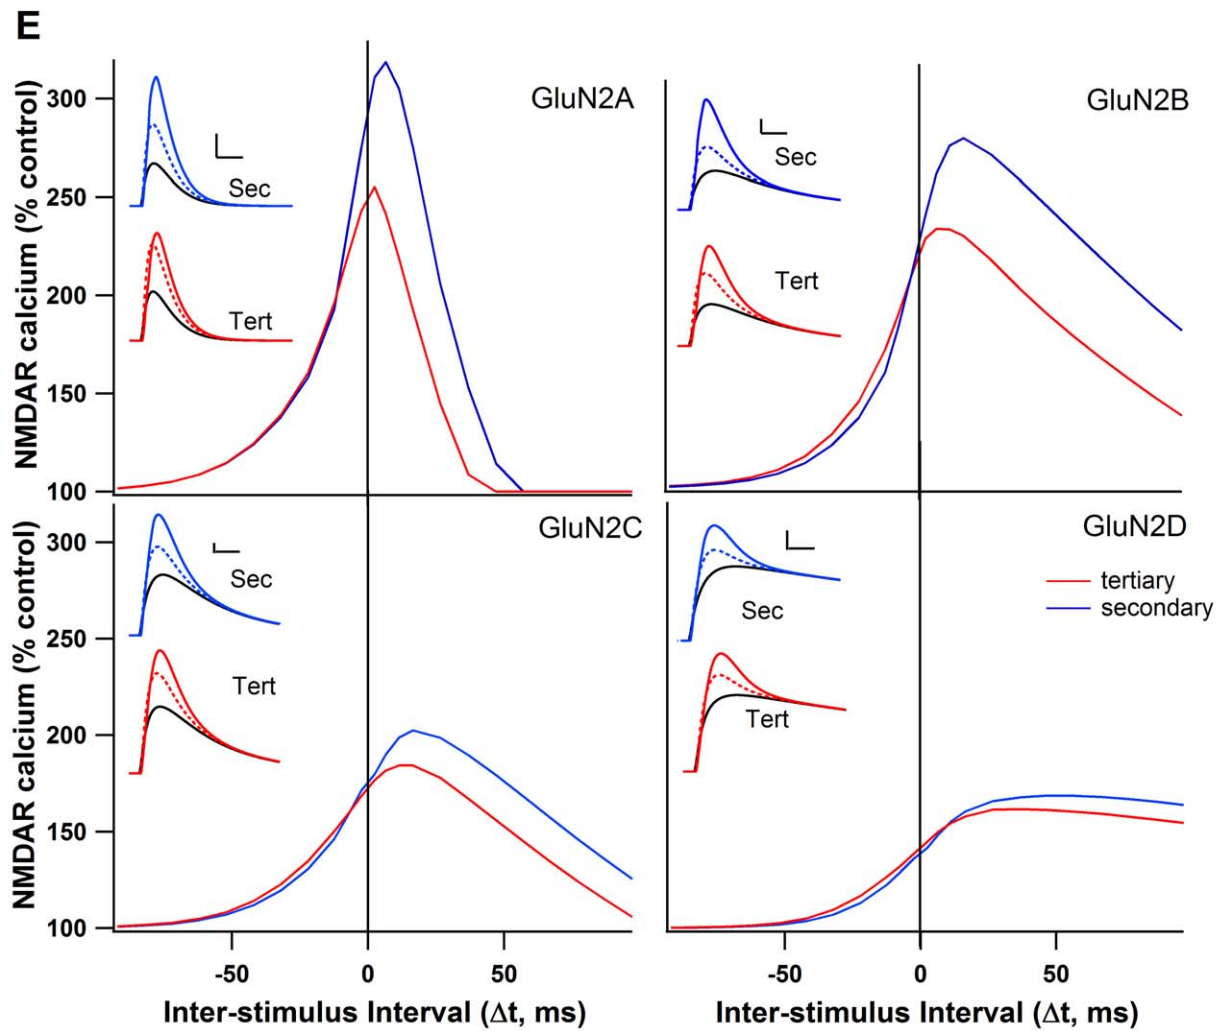 E
NMDAR calcium (% control)
300
250
200
150
100
GluN2A
Sec
Tert
GluN2B
Sec
Tert
NMDAR calcium (% control)
300
250
200
150
100
GluN2C
Sec
Tert
GluN2D
Sec
Tert
tertiary
secondary
-50 0 50
Inter-stimulus Interval (Δt, ms)
-50 0 50
Inter-stimulus Interval (Δt, ms)